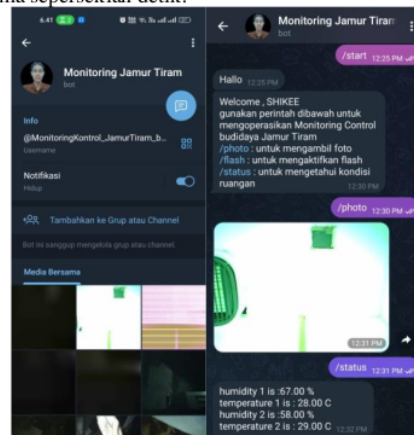 ma sepersekian detik?
6.41
Monitoring Jamur Tiram
bot
Info
@MonitoringKontrol_JamurTiram_b...
Username
Notifikasi
Hidup
Tambahkan ke Grup atau Channel
Bot ini sanggup mengelola grup atau channel.
Media Bersama
Monitoring Jamur Tiram
bot
/start 12:25 PM
Hallo 12:25 PM
Welcome , SHIKEE
gunakan perintah dibawah untuk
mengoperasikan Monitoring Control
budidaya Jamur Tiram
/photo : untuk mengambil foto
/flash : untuk mengaktifkan flash
/status : untuk mengetahui kondisi
ruangan 12:30 PM
/photo 12:30 PM
12:31 PM
/status 12:31 PM
humidity 1 is :67.00 %
temperature 1 is : 28.00 C
humidity 2 is :58.00 %
temperature 2 is : 29.00 C 12:32 PM